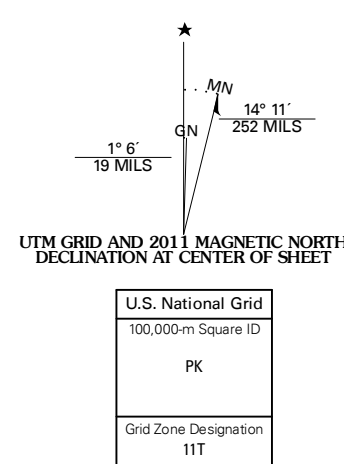 MN
GN
14° 11´
252 MILS
1° 6´
19 MILS
UTM GRID AND 2011 MAGNETIC NORTH
DECLINATION AT CENTER OF SHEET
U.S. National Grid
100,000-m Square ID
PK
Grid Zone Designation
11T